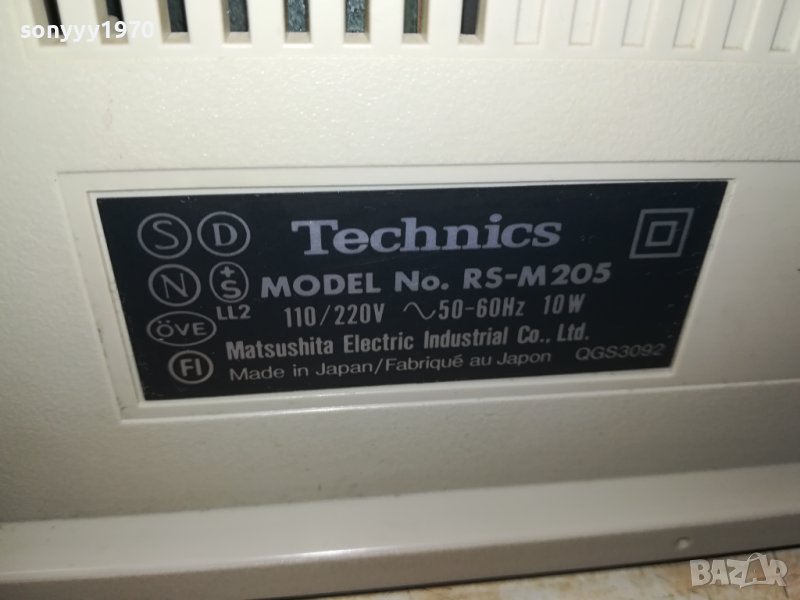 sonyyy1970
S D Technics
N +S MODEL No. RS-M205
LL2 110/220V ~50-60Hz 10W
ÖVE Matsushita Electric Industrial Co., Ltd.
FI Made in Japan/Fabriqué au Japon QGS3092
BAZAR